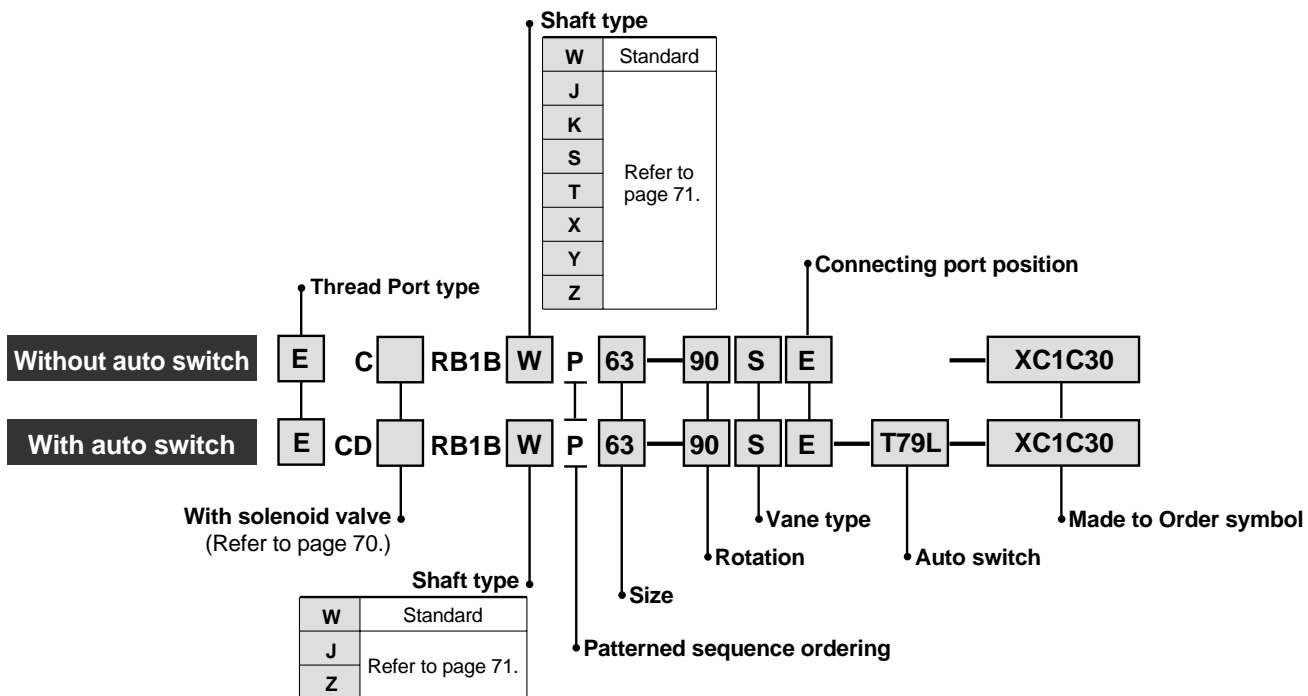 Shaft type
W Standard
J
K
S
T
X
Y
Z
Refer to
page 71.
Connecting port position
Thread Port type
Without auto switch E C RB1B W P 63 90 S E XC1C30
With auto switch E CD RB1B W P 63 90 S E T79L XC1C30
With solenoid valve
(Refer to page 70.)
Vane type
Made to Order symbol
Rotation
Auto switch
Shaft type
Size
W Standard
J
Z
Refer to page 71.
Patterned sequence ordering